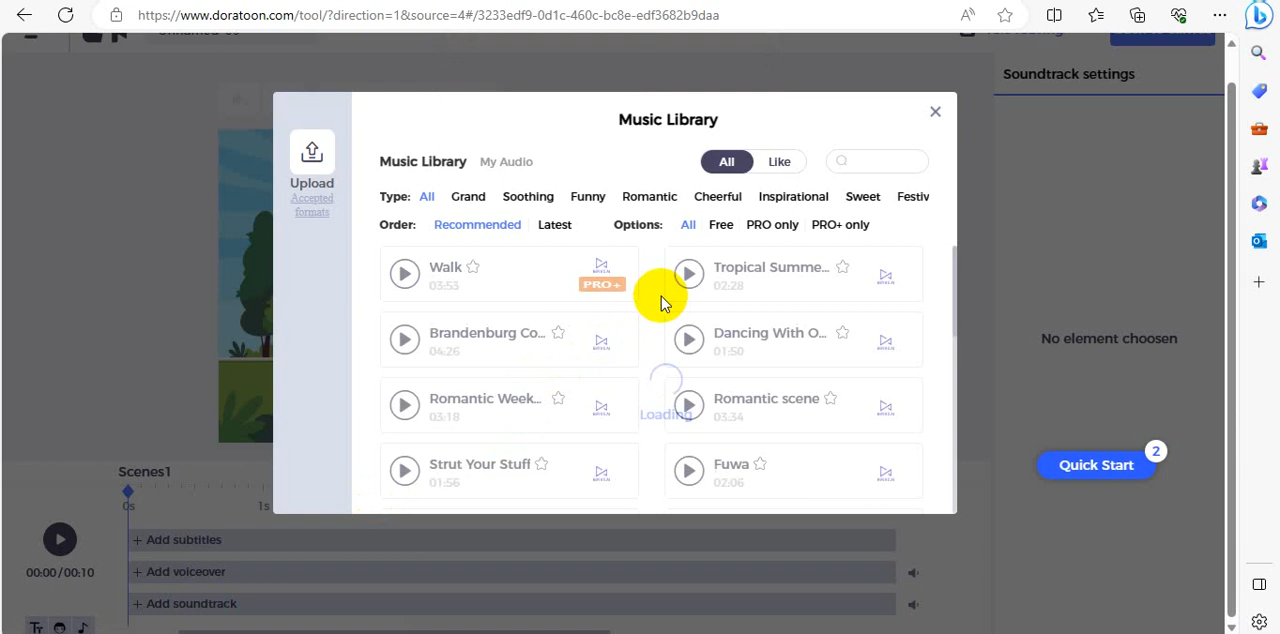 https://www.doratoon.com/tool/?direction=1&source=4#/3233edf9-0d1c-460c-bc8e-edf3682b9daa
Soundtrack settings
Music Library
Upload
Accepted
formats
Music Library My Audio All Like
Type: All Grand Soothing Funny Romantic Cheerful Inspirational Sweet Festiv
Order: Recommended Latest Options: All Free PRO only PRO+ only
Walk
03:53
PRO+
Tropical Summe...
02:28
Brandenburg Co...
04:26
Dancing With O...
01:50
Romantic Week...
03:18
Loading
Romantic scene
03:34
Strut Your Stuff
01:56
Fuwa
02:06
No element choosen
Quick Start 2
Scenes1
0s 1s
00:00/00:10
+ Add subtitles
+ Add voiceover
+ Add soundtrack